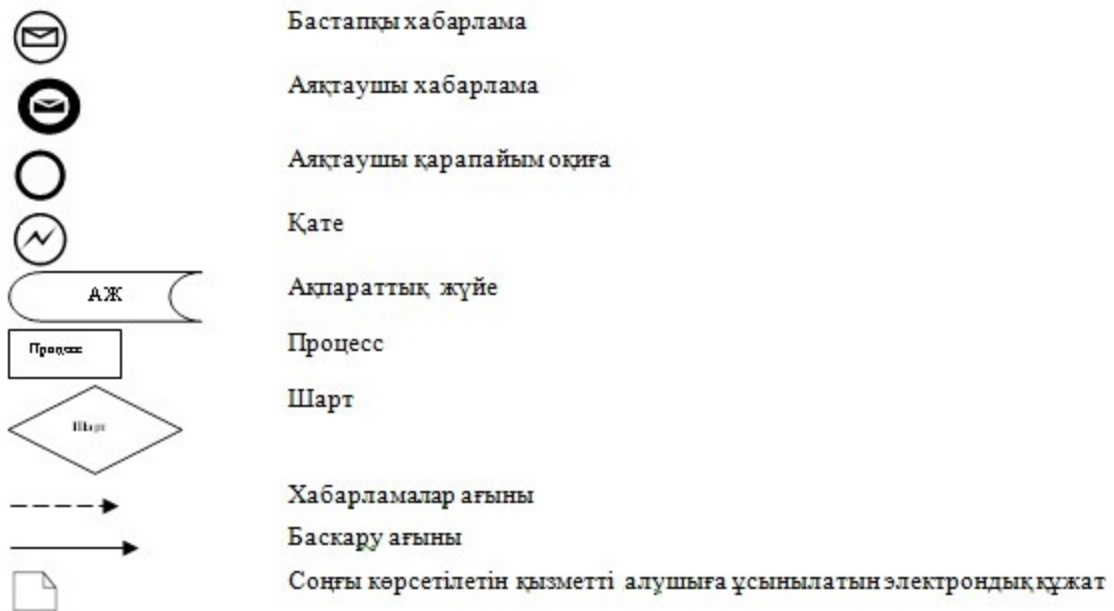 Бастапқы хабарлама
Аяқтаушы хабарлама
Аяқтаушы қарапайым оқиға
Қате
АЖ
Ақпараттық жүйе
Процесс
Процесс
Шарт
Шарт
Хабарламалар ағыны
Баскару ағыны
Соңғы көрсетілетін қызметті алушыға ұсынылатын электрондық құжат